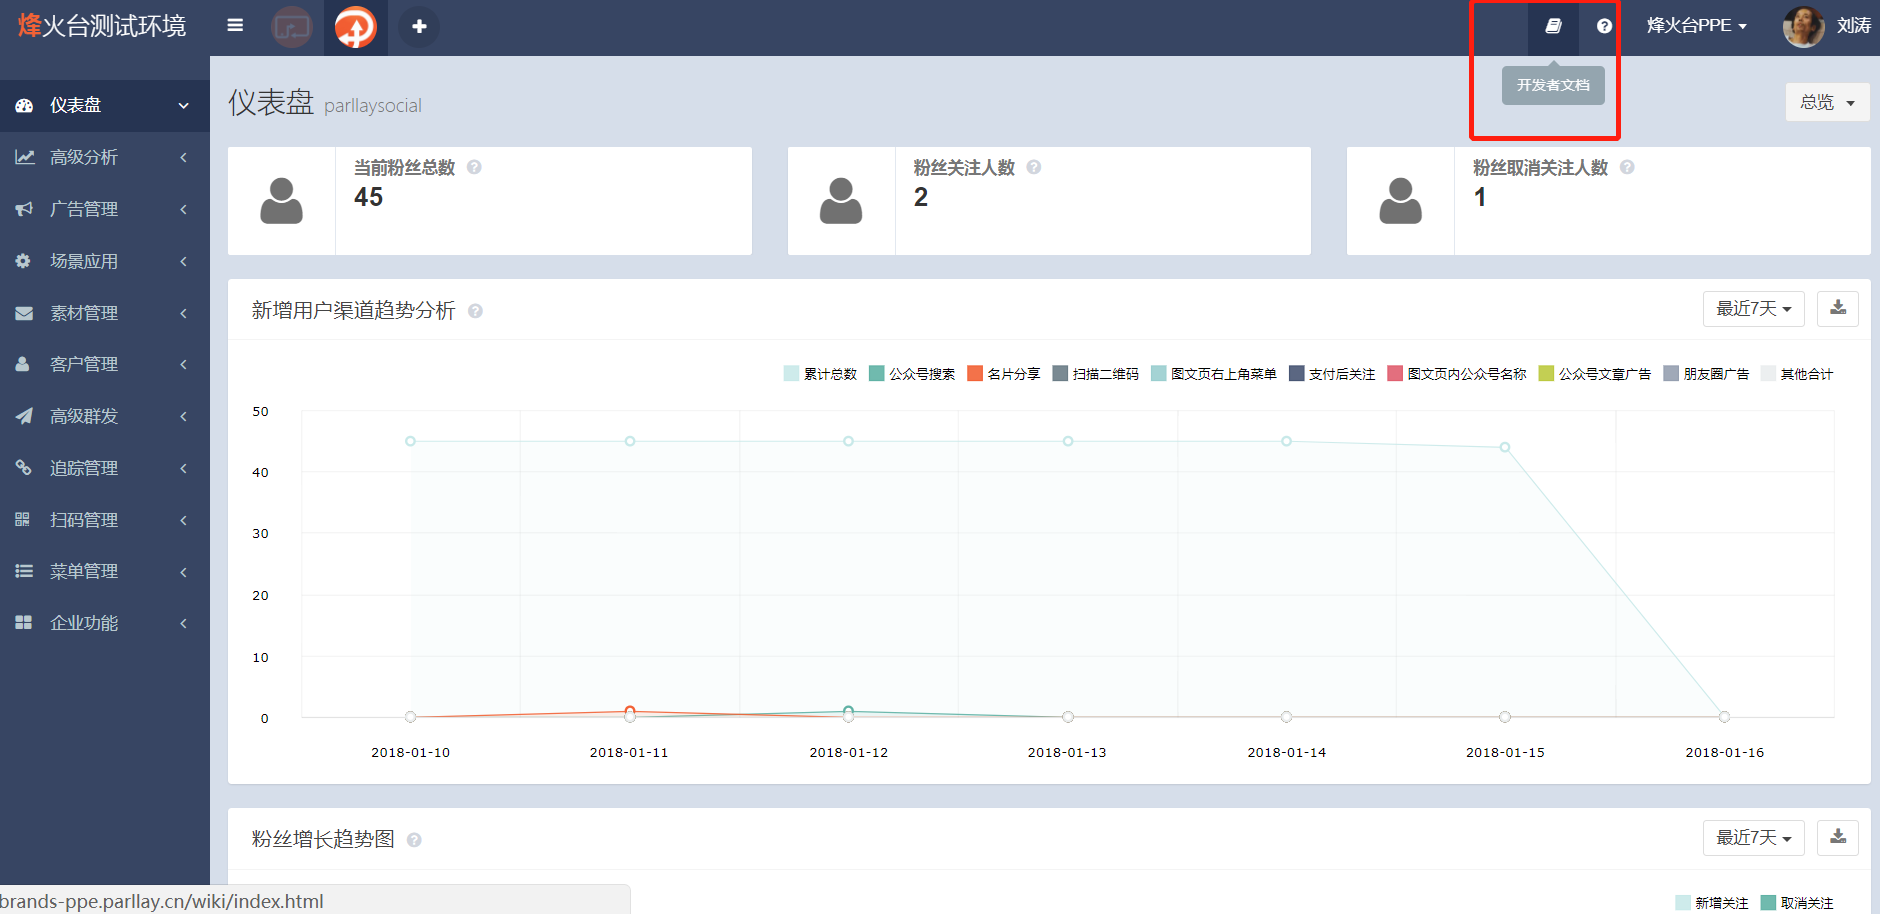 烽火台测试环境
烽火台PPE
刘涛
开发者文档
仪表盘
高级分析
广告管理
场景应用
素材管理
客户管理
高级群发
追踪管理
扫码管理
菜单管理
企业功能
仪表盘 parllaysocial
总览
当前粉丝总数
45
粉丝关注人数
2
粉丝取消关注人数
1
新增用户渠道趋势分析
最近7天
累计总数 公众号搜索 名片分享 扫描二维码 图文页右上角菜单 支付后关注 图文页内公众号名称 公众号文章广告 朋友圈广告 其他合计
50
40
30
20
10
0
2018-01-10 2018-01-11 2018-01-12 2018-01-13 2018-01-14 2018-01-15 2018-01-16
粉丝增长趋势图
最近7天
新增关注 取消关注
brands-ppe.parllay.cn/wiki/index.html